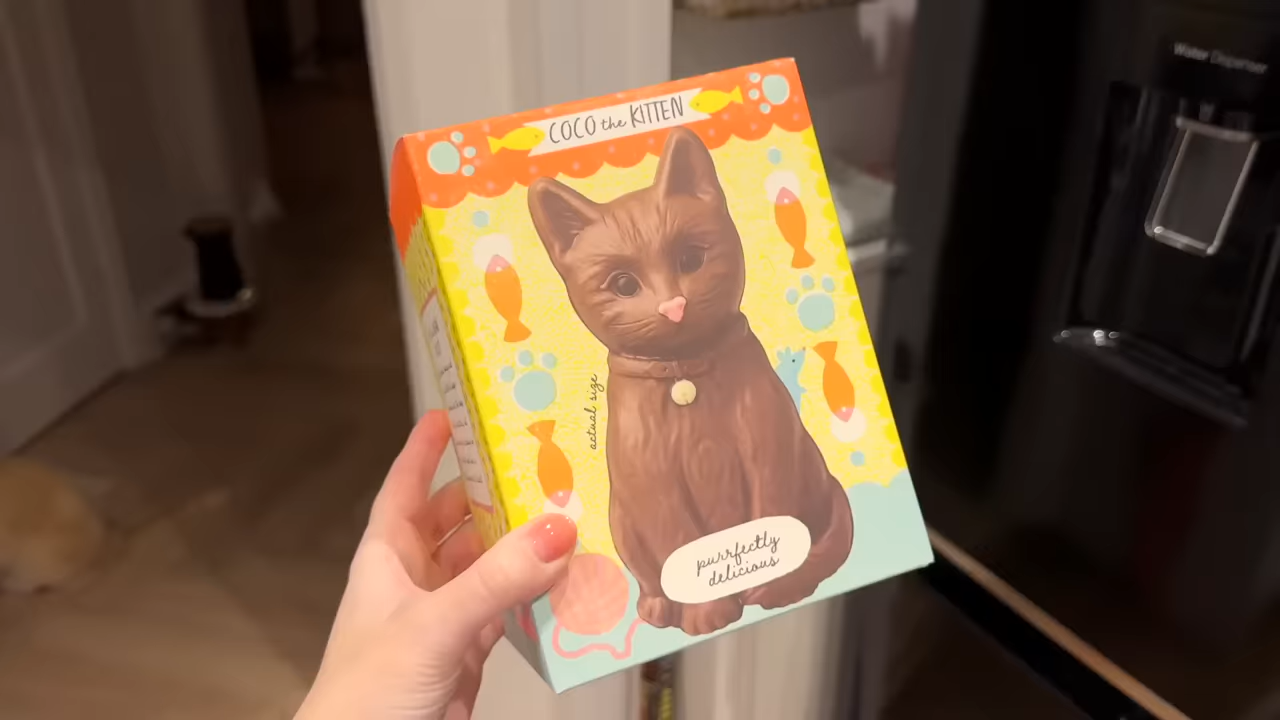 Water Dispenser
COCO the KITTEN
actual size
purrfectly
delicious